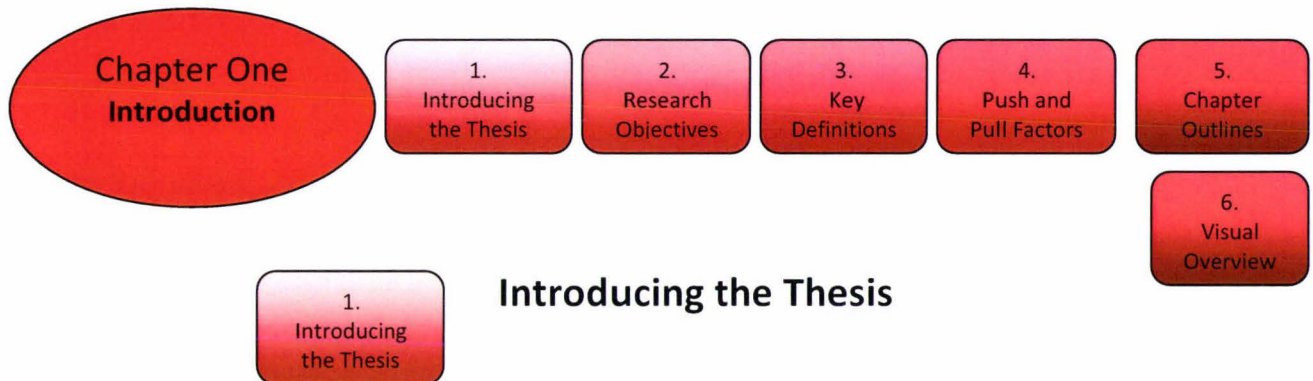 Chapter One
Introduction
1.
Introducing
the Thesis
2.
Research
Objectives
3.
Key
Definitions
4.
Push and
Pull Factors
5.
Chapter
Outlines
6.
Visual
Overview
1.
Introducing
the Thesis
Introducing the Thesis